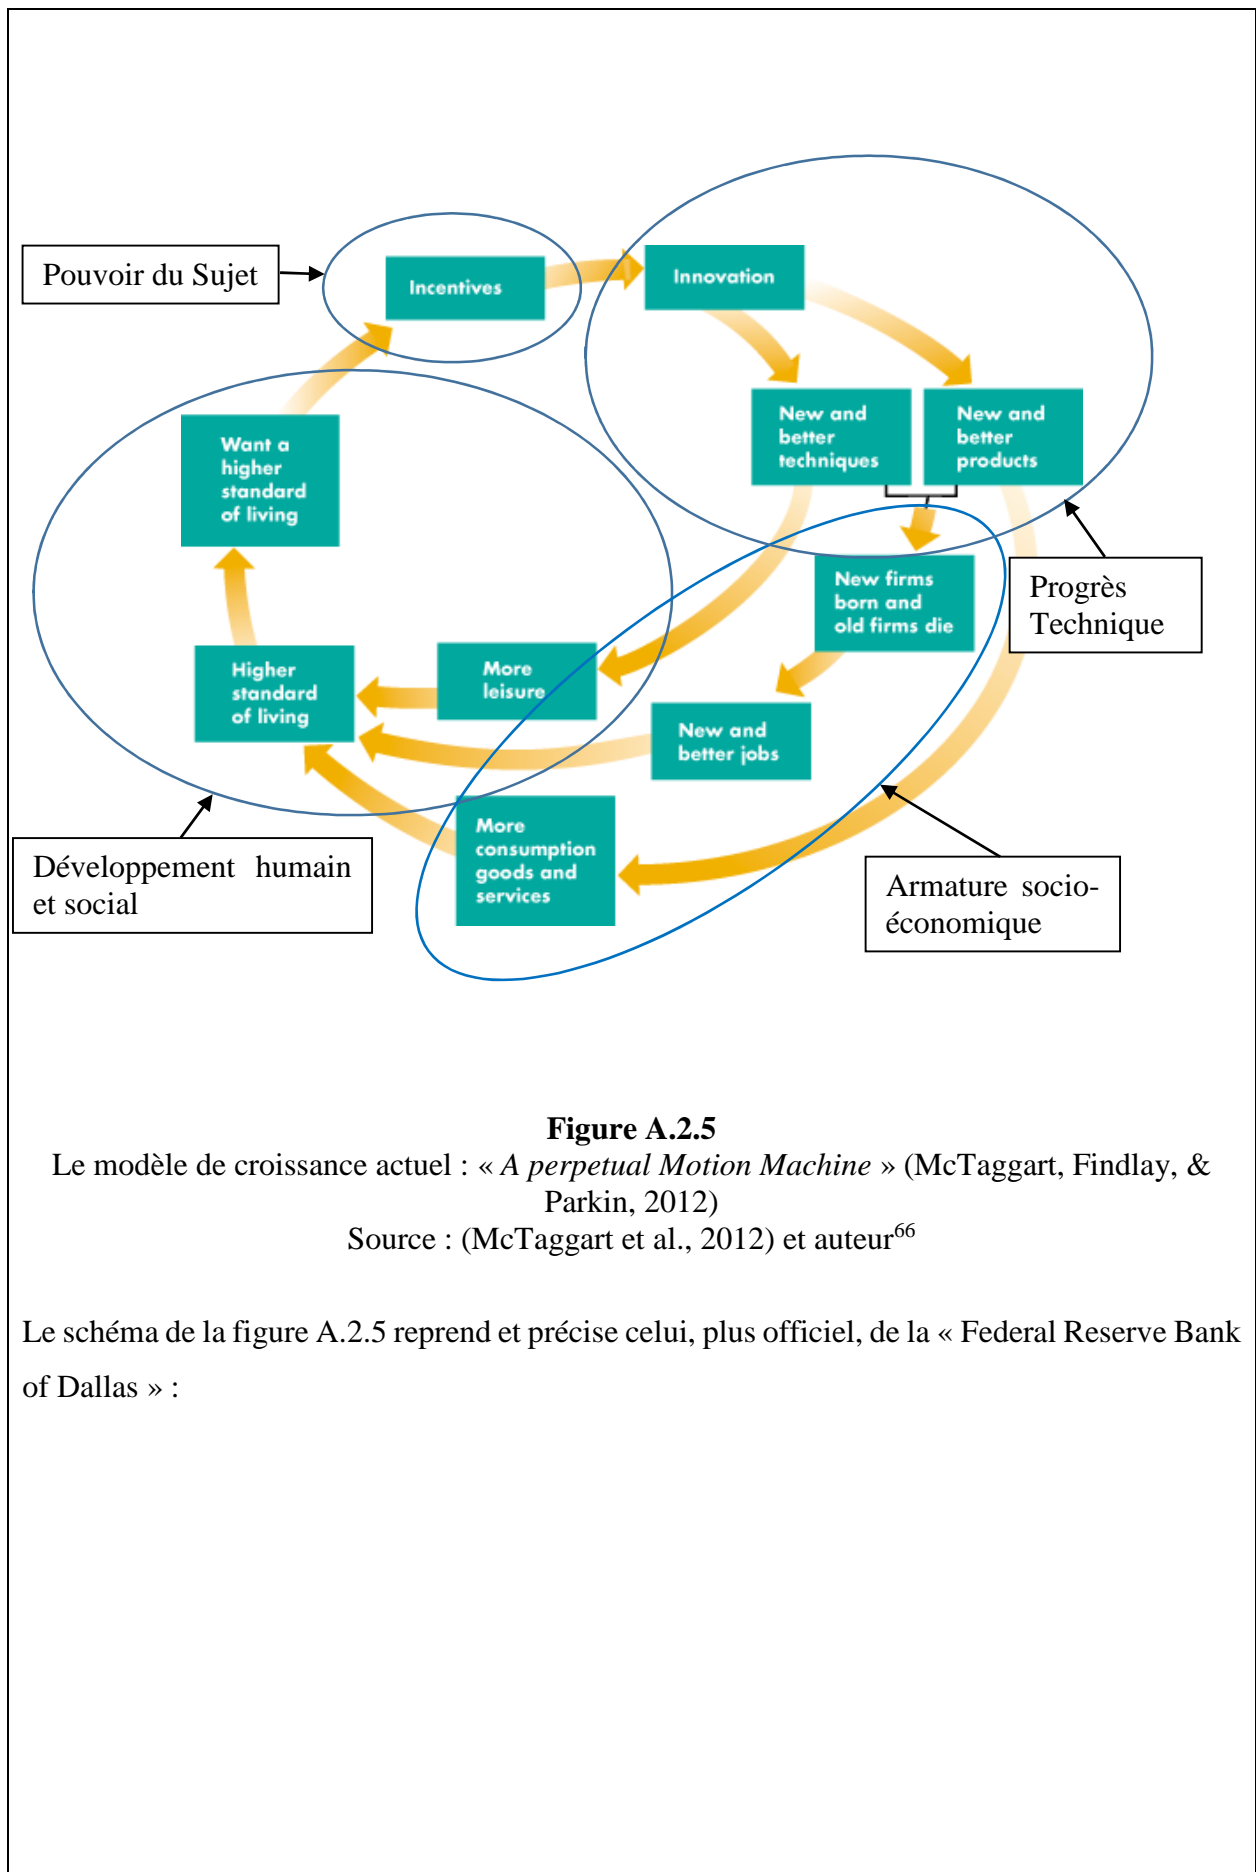 Pouvoir du Sujet
Incentives
Innovation
New and
better
techniques
New and
better
products
Want a
higher
standard
of living
New firms
born and
old firms die
Progrès
Technique
Higher
standard
of living
More
leisure
New and
better jobs
More
consumption
goods and
services
Développement humain
et social
Armature socio-
économique
Figure A.2.5
Le modèle de croissance actuel : « A perpetual Motion Machine » (McTaggart, Findlay, &
Parkin, 2012)
Source : (McTaggart et al., 2012) et auteur66
Le schéma de la figure A.2.5 reprend et précise celui, plus officiel, de la « Federal Reserve Bank
of Dallas » :